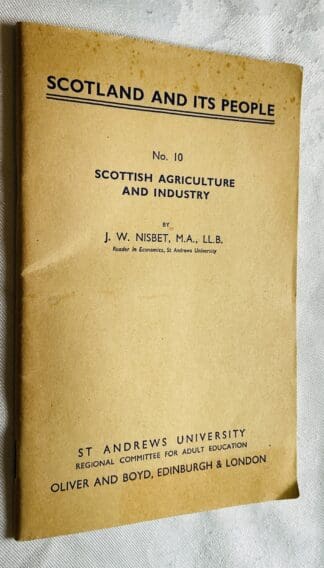 SCOTLAND AND ITS PEOPLE
No. 10
SCOTTISH AGRICULTURE
AND INDUSTRY
BY
J. W. NISBET, M.A., LL.B.
Reader in Economics, St Andrews University
ST ANDREWS UNIVERSITY
REGIONAL COMMITTEE FOR ADULT EDUCATION
OLIVER AND BOYD, EDINBURGH & LONDON